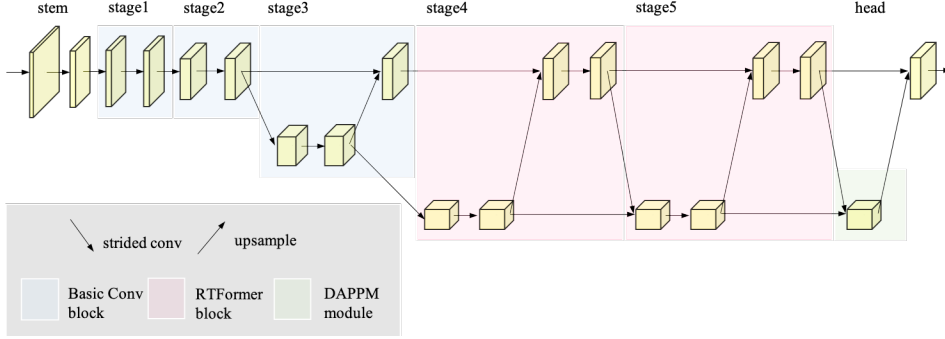 stem stage1 stage2 stage3 stage4 stage5 head
strided conv
upsample
Basic Conv
block
RTFormer
block
DAPPM
module